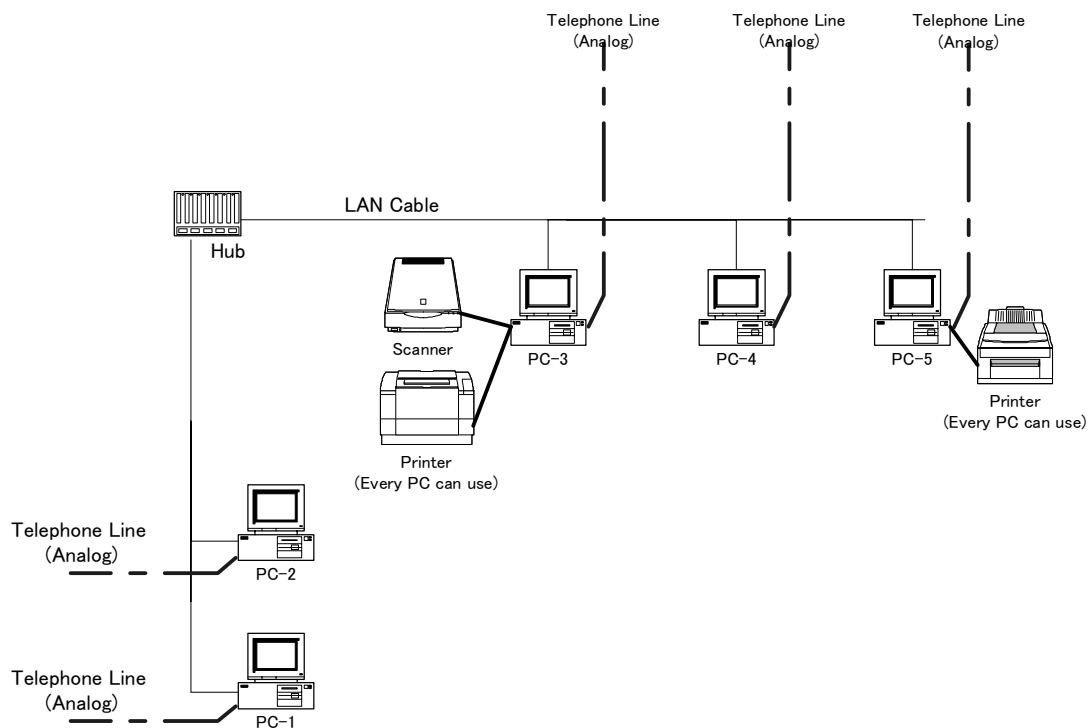 Telephone Line
(Analog)
Telephone Line
(Analog)
Telephone Line
(Analog)
LAN Cable
Hub
Scanner
PC-3
PC-4
PC-5
Printer
(Every PC can use)
Printer
(Every PC can use)
Telephone Line
(Analog)
PC-2
Telephone Line
(Analog)
PC-1